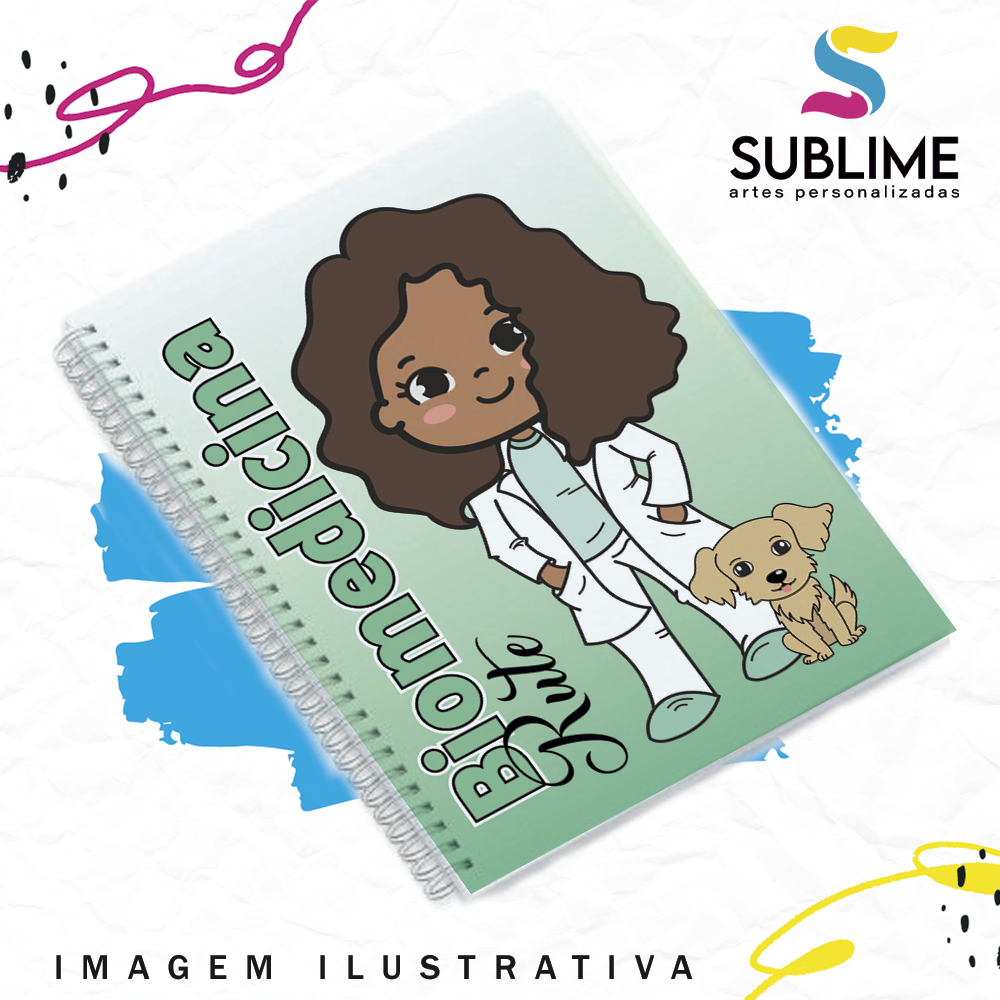 SUBLIME
artes personalizadas
Biomedicina
Rute
IMAGEM ILUSTRATIVA